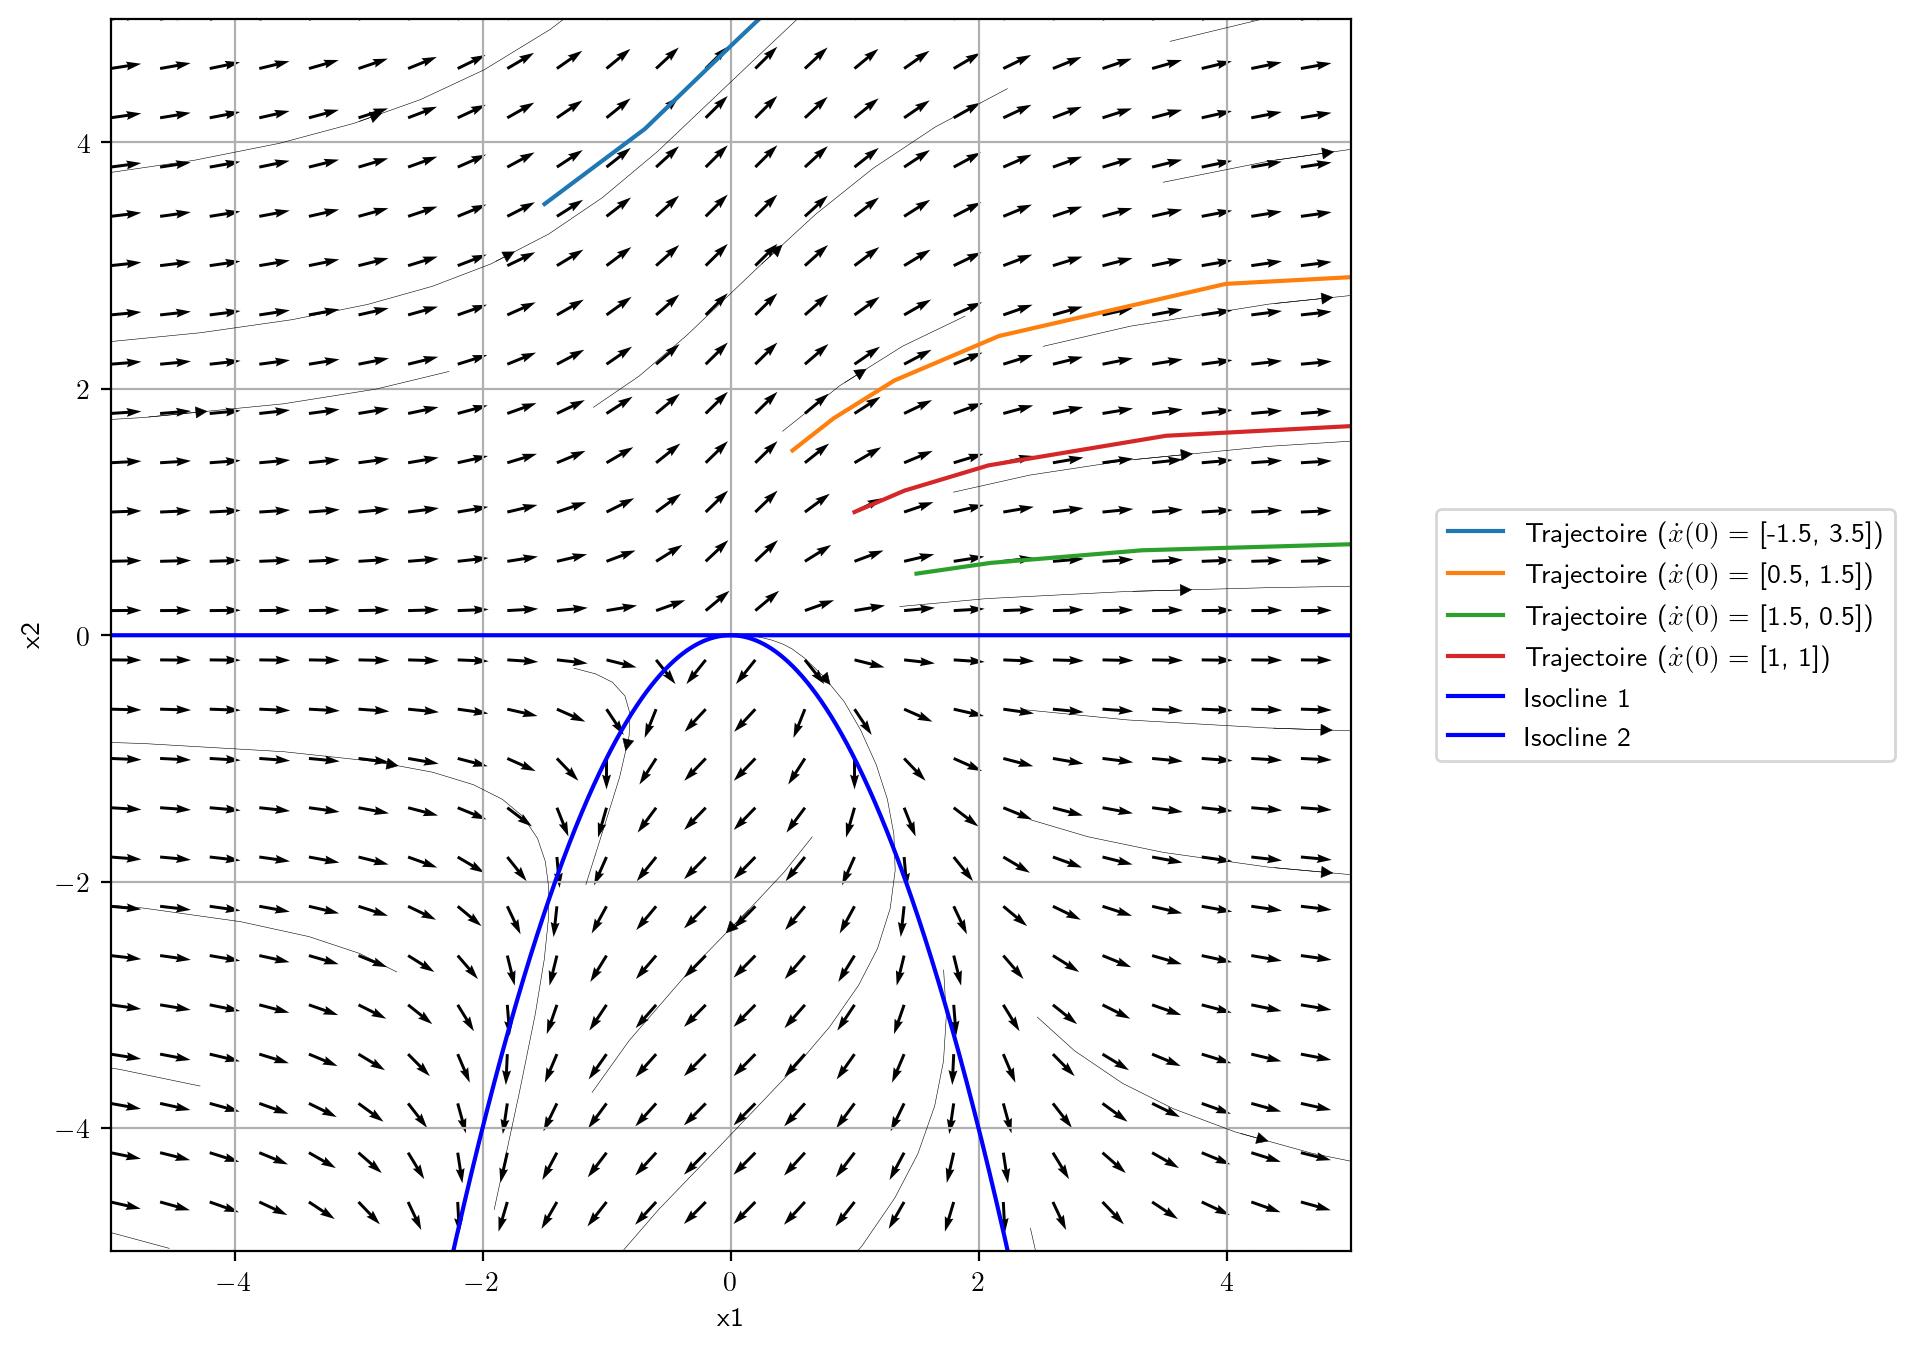 4
2
0
−2
−4
x2
−4
−2
0
2
4
x1
Trajectoire (ẋ(0) = [-1.5, 3.5])
Trajectoire (ẋ(0) = [0.5, 1.5])
Trajectoire (ẋ(0) = [1.5, 0.5])
Trajectoire (ẋ(0) = [1, 1])
Isocline 1
Isocline 2